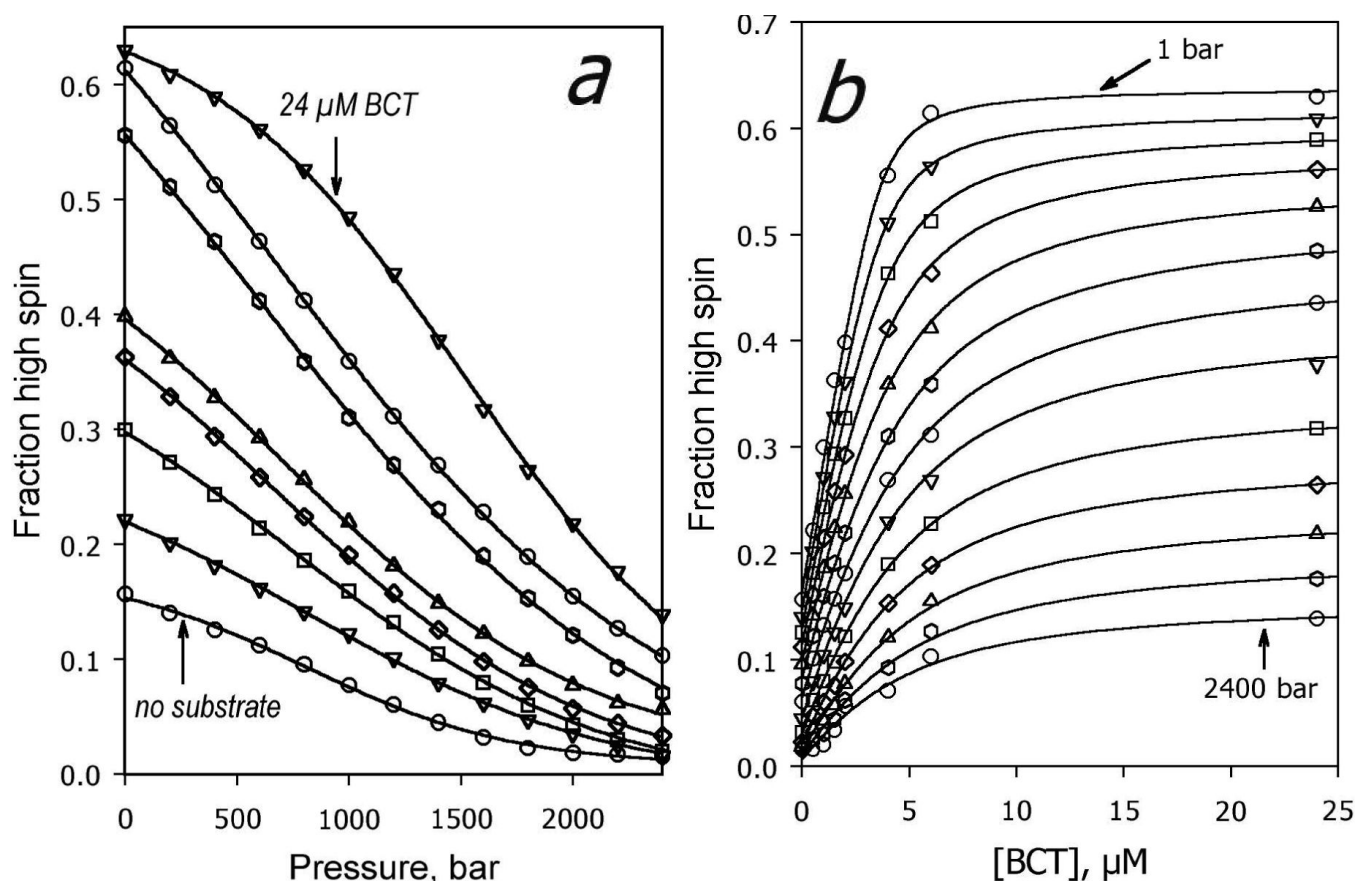 a
24 µM BCT
no substrate
0.6
0.5
0.4
0.3
0.2
0.1
0.0
Fraction high spin
0 500 1000 1500 2000
Pressure, bar
b
1 bar
2400 bar
0.7
0.6
0.5
0.4
0.3
0.2
0.1
0.0
Fraction high spin
0 5 10 15 20 25
[BCT], µM